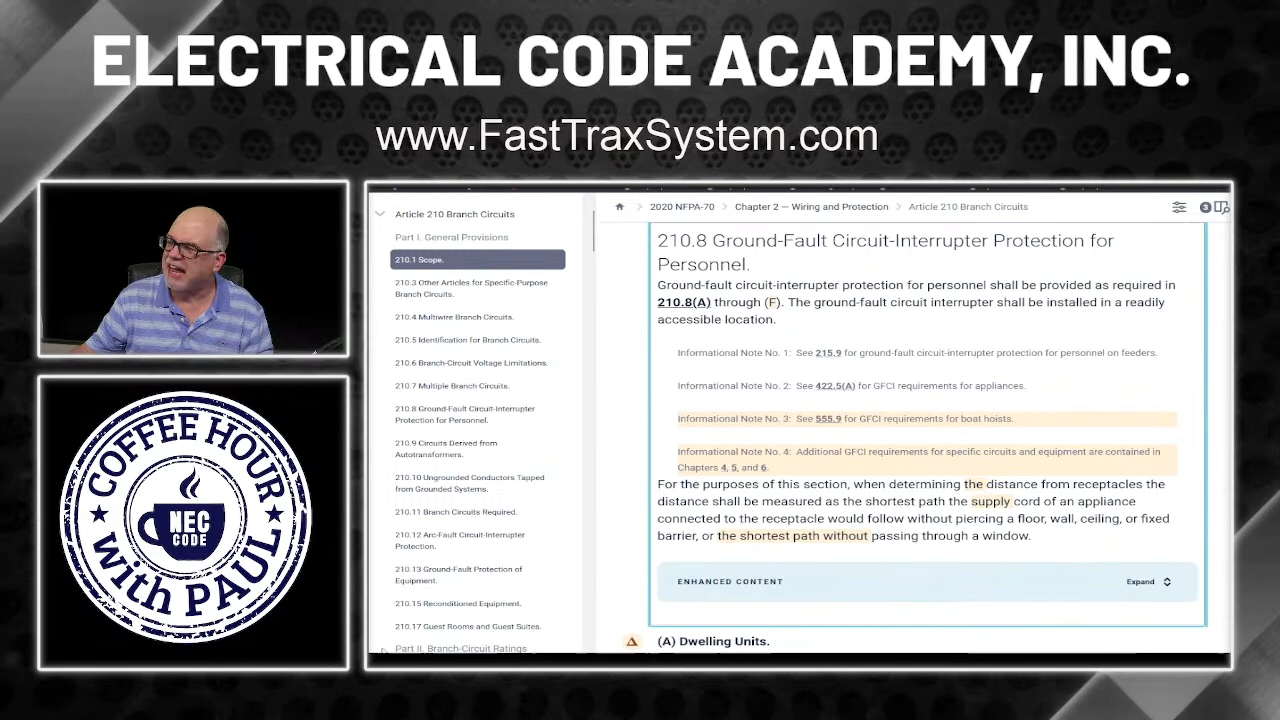 ELECTRICAL CODE ACADEMY, INC.
www.FastTraxSystem.com
COFFEE HOUR
NEC
CODE
with PAUL
Article 210 Branch Circuits
Part I. General Provisions
210.1 Scope.
210.3 Other Articles for Specific-Purpose
Branch Circuits.
210.4 Multiwire Branch Circuits.
210.5 Identification for Branch Circuits.
210.6 Branch-Circuit Voltage Limitations.
210.7 Multiple Branch Circuits.
210.8 Ground-Fault Circuit-Interrupter
Protection for Personnel.
210.9 Circuits Derived from
Autotransformers.
210.10 Ungrounded Conductors Tapped
from Grounded Systems.
210.11 Branch Circuits Required.
210.12 Arc-Fault Circuit-Interrupter
Protection.
210.13 Ground-Fault Protection of
Equipment.
210.15 Reconditioned Equipment.
210.17 Guest Rooms and Guest Suites.
Part II. Branch-Circuit Ratings
2020 NFPA-70 > Chapter 2 — Wiring and Protection > Article 210 Branch Circuits
3
210.8 Ground-Fault Circuit-Interrupter Protection for
Personnel.
Ground-fault circuit-interrupter protection for personnel shall be provided as required in
210.8(A) through (F). The ground-fault circuit interrupter shall be installed in a readily
accessible location.
Informational Note No. 1: See 215.9 for ground-fault circuit-interrupter protection for personnel on feeders.
Informational Note No. 2: See 422.5(A) for GFCI requirements for appliances.
Informational Note No. 3: See 555.9 for GFCI requirements for boat hoists.
Informational Note No. 4: Additional GFCI requirements for specific circuits and equipment are contained in
Chapters 4, 5, and 6.
For the purposes of this section, when determining the distance from receptacles the
distance shall be measured as the shortest path the supply cord of an appliance
connected to the receptacle would follow without piercing a floor, wall, ceiling, or fixed
barrier, or the shortest path without passing through a window.
ENHANCED CONTENT
Expand
(A) Dwelling Units.